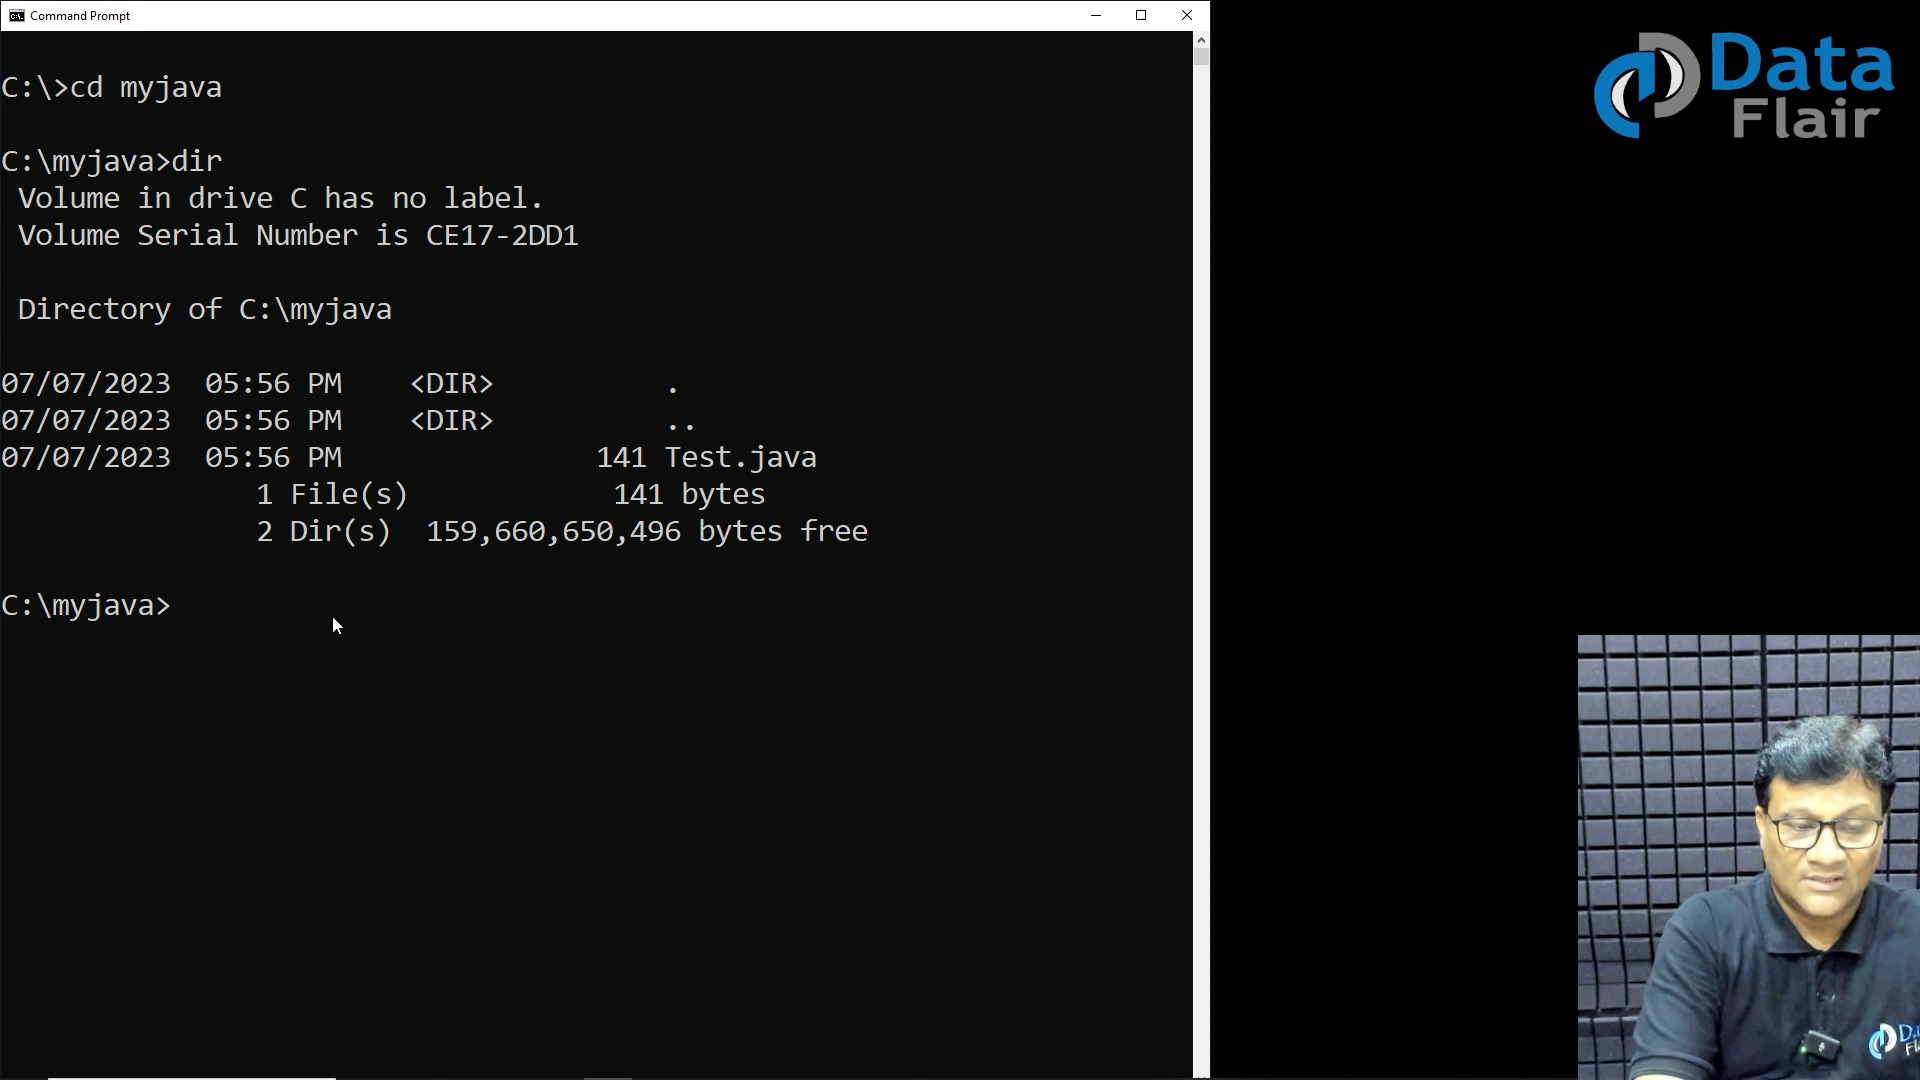 Command Prompt
C:\>cd myjava
C:\myjava>dir
Volume in drive C has no label.
Volume Serial Number is CE17-2DD1
Directory of C:\myjava
07/07/2023  05:56 PM    <DIR>          .
07/07/2023  05:56 PM    <DIR>          ..
07/07/2023  05:56 PM               141 Test.java
1 File(s)            141 bytes
2 Dir(s)  159,660,650,496 bytes free
C:\myjava>
Data
Flair